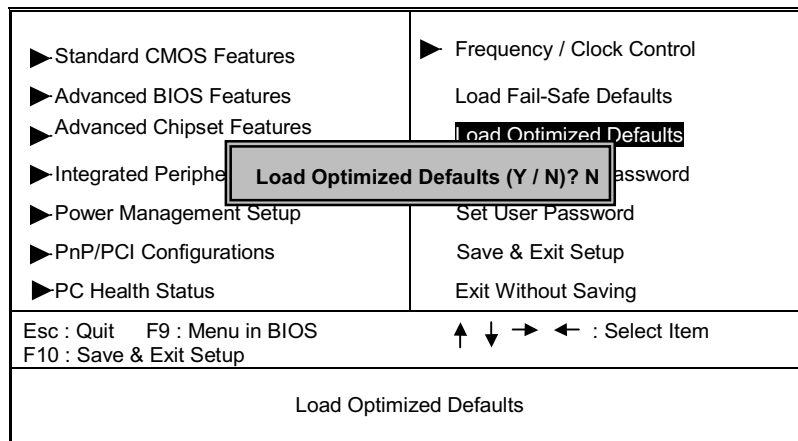 Standard CMOS Features
Advanced BIOS Features
Advanced Chipset Features
Integrated Periphe
Power Management Setup
PnP/PCI Configurations
PC Health Status
Frequency / Clock Control
Load Fail-Safe Defaults
Load Optimized Defaults
assword
Set User Password
Save & Exit Setup
Exit Without Saving
Load Optimized Defaults (Y / N)? N
Esc : Quit F9 : Menu in BIOS
F10 : Save & Exit Setup
↑ ↓ → ← : Select Item
Load Optimized Defaults